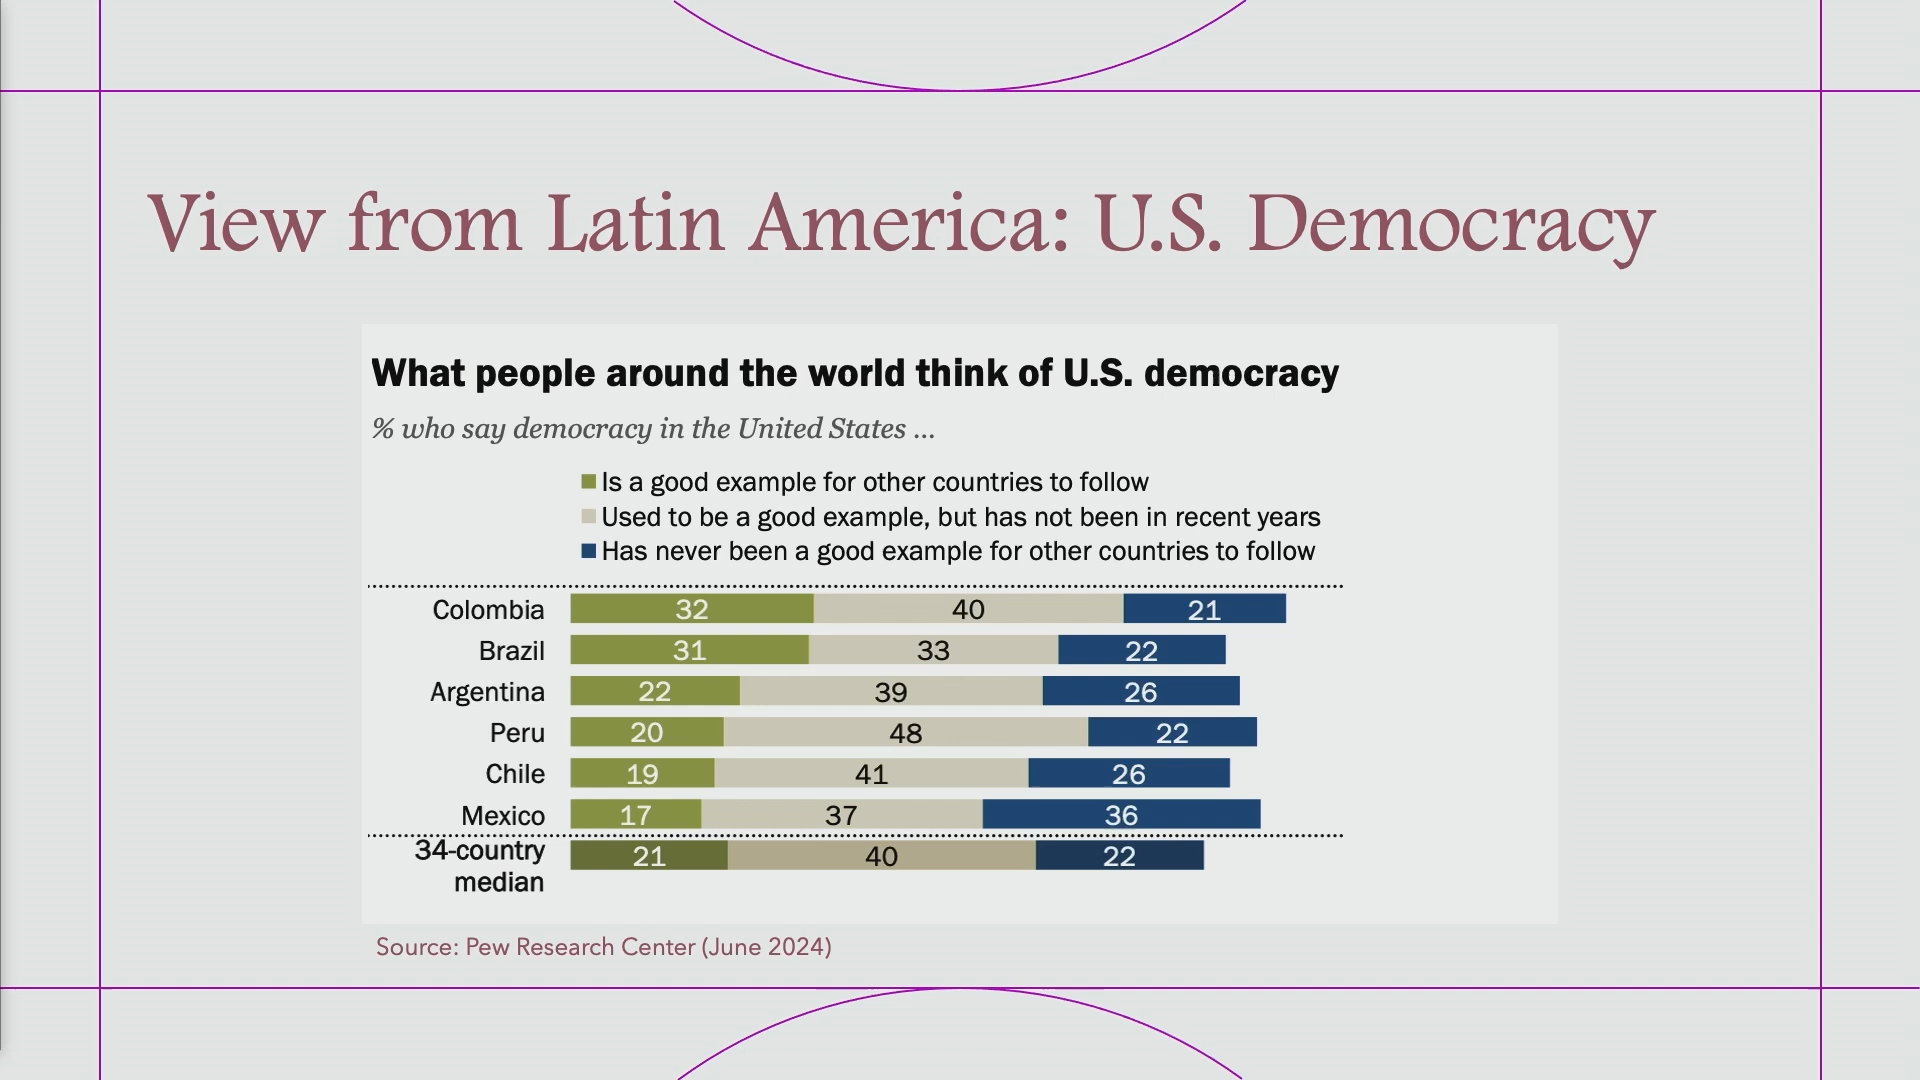 View from Latin America: U.S. Democracy
What people around the world think of U.S. democracy
% who say democracy in the United States ...
Is a good example for other countries to follow
Used to be a good example, but has not been in recent years
Has never been a good example for other countries to follow
Colombia 32 40 21
Brazil 31 33 22
Argentina 22 39 26
Peru 20 48 22
Chile 19 41 26
Mexico 17 37 36
34-country 21 40 22
median
Source: Pew Research Center (June 2024)